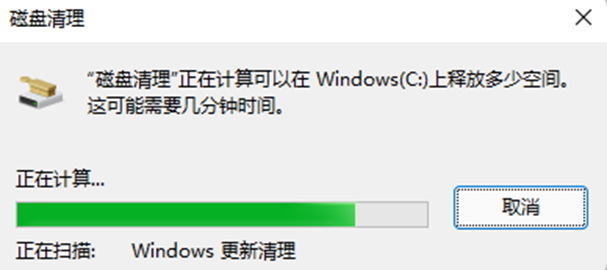 磁盘清理
“磁盘清理”正在计算可以在 Windows(C:)上释放多少空间。
这可能需要几分钟时间。
正在计算...
取消
正在扫描: Windows 更新清理